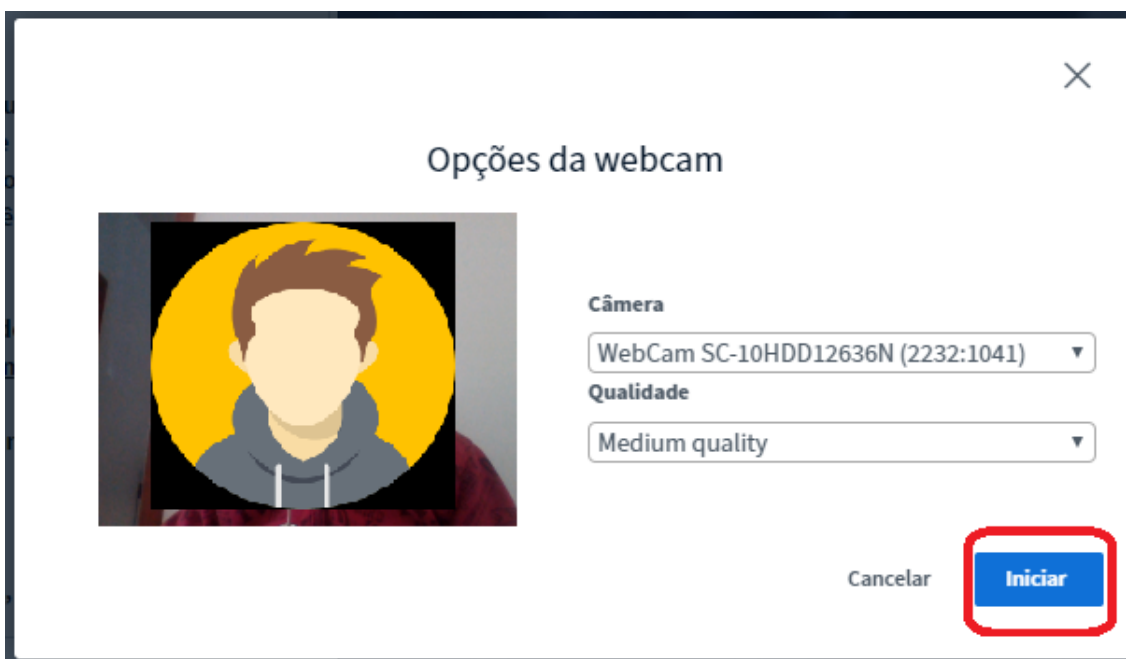 Opções da webcam
Câmera
WebCam SC-10HDD12636N (2232:1041)
Qualidade
Medium quality
Cancelar
Iniciar